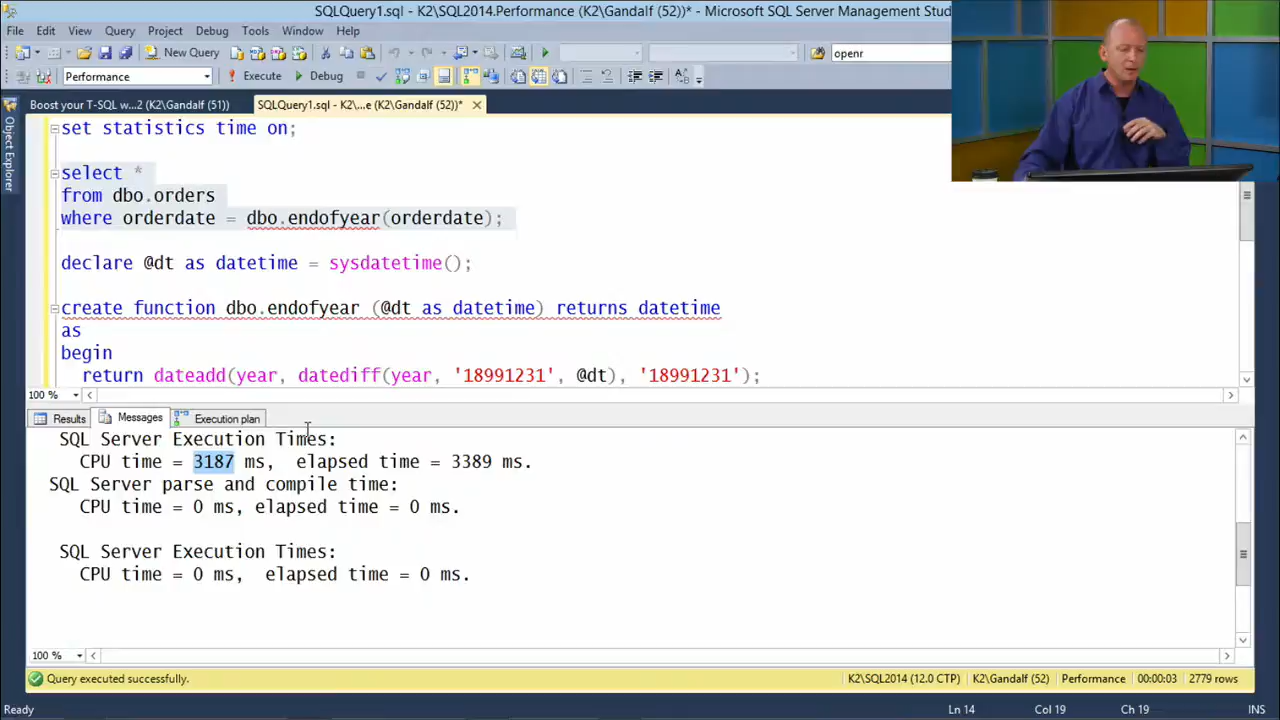 SQLQuery1.sql - K2\SQL2014.Performance (K2\Gandalf (52))* - Microsoft SQL Server Management Stu
File Edit View Query Project Debug Tools Window Help
New Query openr
Performance Execute Debug
Boost your T-SQL w...2 (K2\Gandalf (51)) SQLQuery1.sql - K2\...e (K2\Gandalf (52))*
Object Explorer
set statistics time on;
select *
from dbo.orders
where orderdate = dbo.endofyear(orderdate);
declare @dt as datetime = sysdatetime();
create function dbo.endofyear (@dt as datetime) returns datetime
as
begin
return dateadd(year, datediff(year, '18991231', @dt), '18991231');
100 %
Results Messages Execution plan
SQL Server Execution Times:
CPU time = 3187 ms, elapsed time = 3389 ms.
SQL Server parse and compile time:
CPU time = 0 ms, elapsed time = 0 ms.
SQL Server Execution Times:
CPU time = 0 ms, elapsed time = 0 ms.
100 %
Query executed successfully. K2\SQL2014 (12.0 CTP) K2\Gandalf (52) Performance 00:00:03 2779 rows
Ready Ln 14 Col 19 Ch 19 INS